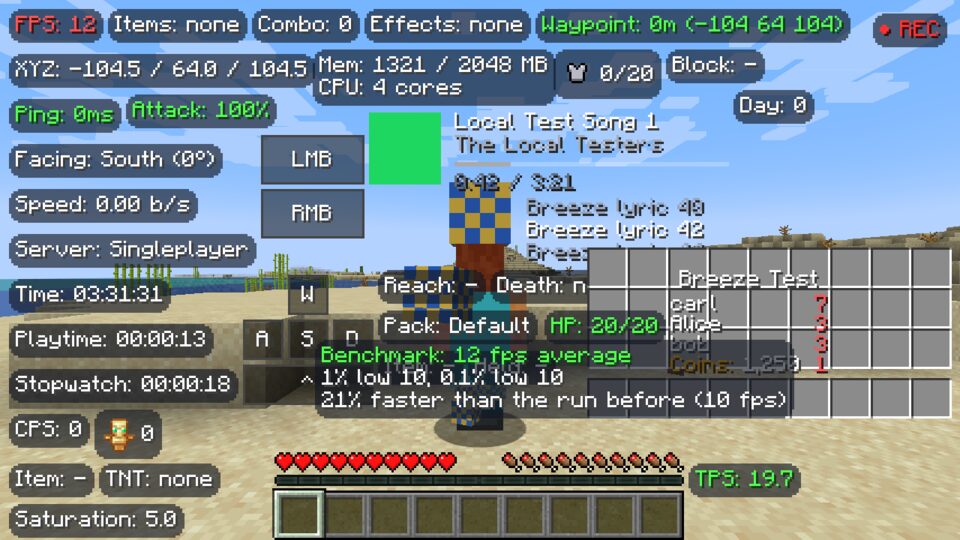 FPS: 12
Items: none
Combo: 0
Effects: none
Waypoint: 0m (-104 64 104)
REC
XYZ: -104.5 / 64.0 / 104.5
Mem: 1321 / 2048 MB
CPU: 4 cores
0/20
Block: -
Day: 0
Ping: 0ms
Attack: 100%
Local Test Song 1
The Local Testers
0:42 / 3:21
Facing: South (0°)
LMB
RMB
Speed: 0.00 b/s
Breeze lyric 40
Breeze lyric 42
Breeze
Server: Singleplayer
Time: 03:31:31
W
Reach: -
Death: n
Breeze Test
carl 7
Alice 3
bob 3
Coins: 1,250 1
Playtime: 00:00:13
A
S
D
Pack: Default
HP: 20/20
Benchmark: 12 fps average
1% low 10, 0.1% low 10
21% faster than the run before (10 fps)
Stopwatch: 00:00:18
^
CPS: 0
0
Item: -
TNT: none
TPS: 19.7
Saturation: 5.0